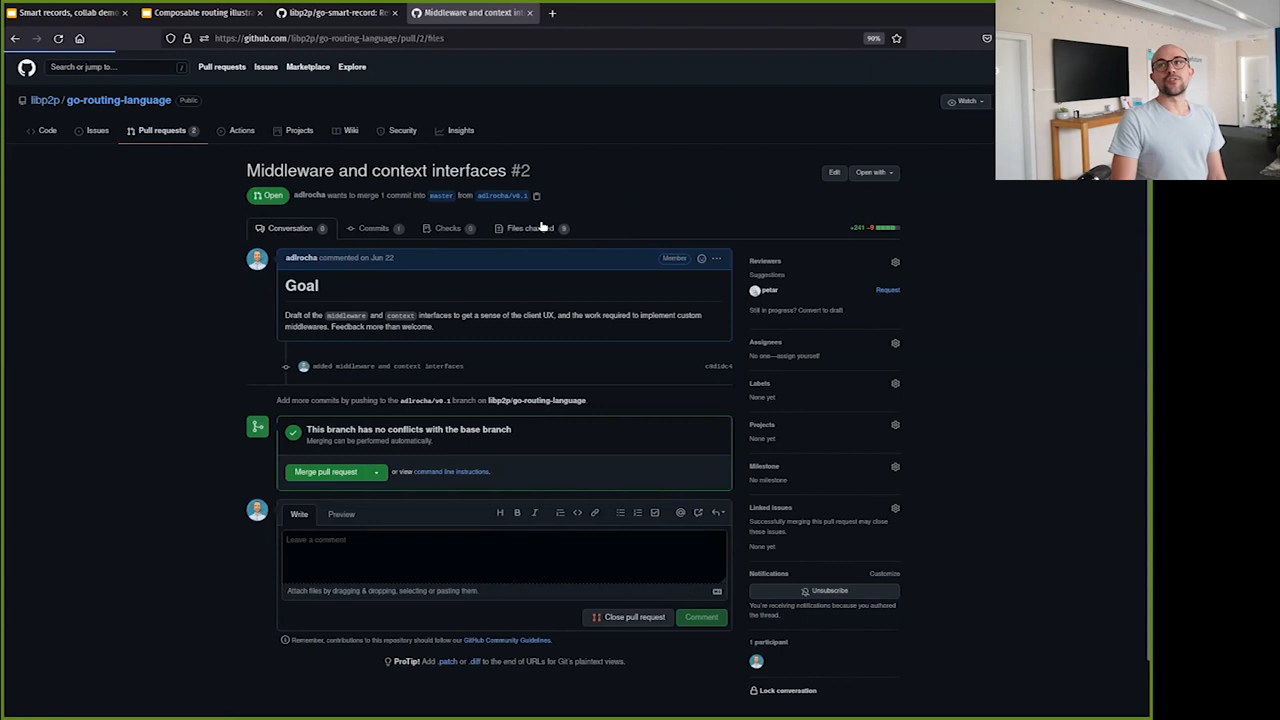 Smart records, collab demo
Composable routing illustra
libp2p/go-smart-record: Re
Middleware and context int
https://github.com/libp2p/go-routing-language/pull/2/files
90%
Search or jump to...
/
Pull requests
Issues
Marketplace
Explore
libp2p / go-routing-language
Public
Watch
Code
Issues
Pull requests 2
Actions
Projects
Wiki
Security
Insights
Middleware and context interfaces #2
Edit
Open with
Open
adlrocha wants to merge 1 commit into master from adlrocha/v0.1
Conversation 0
Commits 1
Checks 0
Files chan 9
+241 −9
adlrocha commented on Jun 22
Member
Goal
Draft of the middleware and context interfaces to get a sense of the client UX, and the work required to implement custom
middlewares. Feedback more than welcome.
added middleware and context interfaces
c8d1dc4
Add more commits by pushing to the adlrocha/v0.1 branch on libp2p/go-routing-language.
This branch has no conflicts with the base branch
Merging can be performed automatically.
Merge pull request
or view command line instructions.
Write
Preview
Leave a comment
Attach files by dragging & dropping, selecting or pasting them.
Close pull request
Comment
Remember, contributions to this repository should follow our GitHub Community Guidelines.
ProTip! Add .patch or .diff to the end of URLs for Git's plaintext views.
Reviewers
Suggestions
petar
Request
Still in progress? Convert to draft
Assignees
No one—assign yourself
Labels
None yet
Projects
None yet
Milestone
No milestone
Linked issues
Successfully merging this pull request may close
these issues.
None yet
Notifications
Customize
Unsubscribe
You're receiving notifications because you authored
the thread.
1 participant
Lock conversation